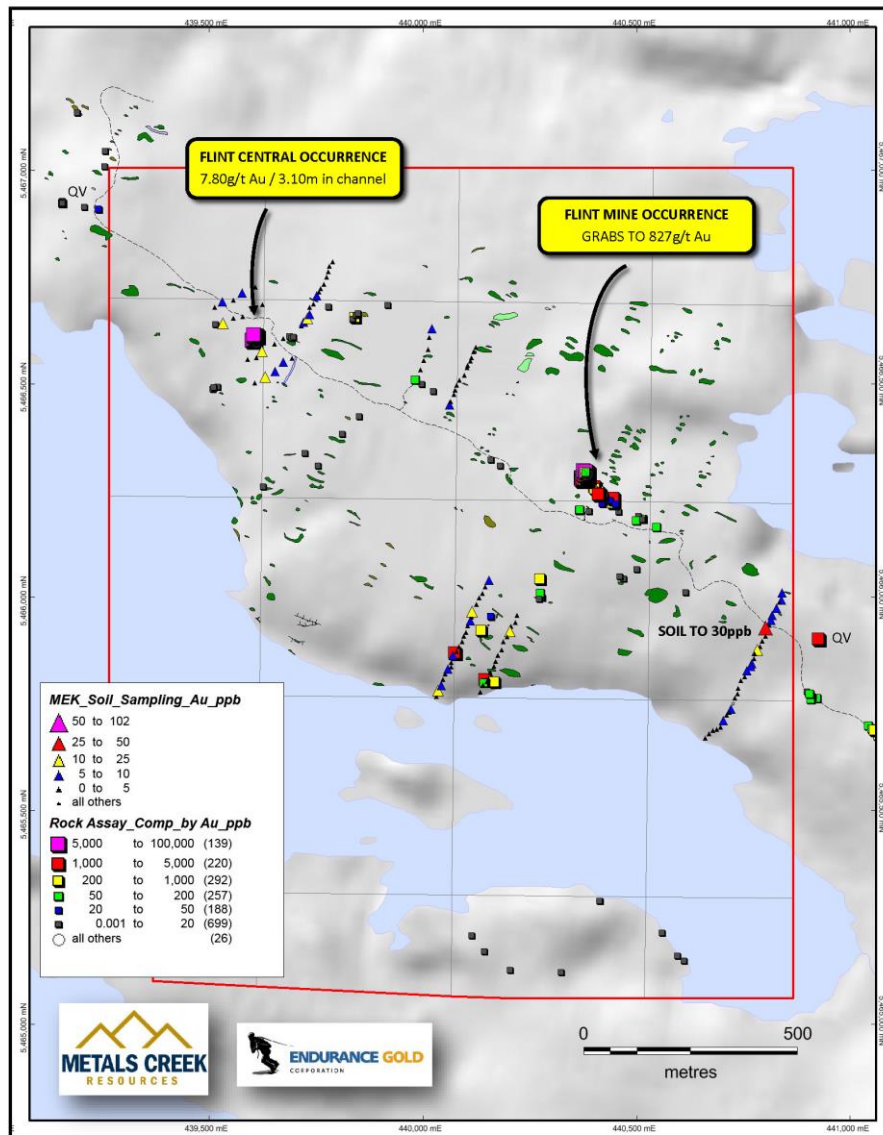 439,500 mE
440,000 mE
440,500 mE
441,000 mE
FLINT CENTRAL OCCURRENCE
7.80g/t Au / 3.10m in channel
5,467,000 mN
QV
FLINT MINE OCCURRENCE
GRABS TO 827g/t Au
5,466,500 mN
5,466,000 mN
SOIL TO 30ppb
QV
MEK_Soil_Sampling_Au_ppb
50 to 102
25 to 50
10 to 25
5 to 10
0 to 5
all others
Rock Assay_Comp_by Au_ppb
5,000 to 100,000 (139)
1,000 to 5,000 (220)
200 to 1,000 (292)
50 to 200 (257)
20 to 50 (188)
0.001 to 20 (699)
all others (26)
5,465,500 mN
5,465,000 mN
METALS CREEK
RESOURCES
ENDURANCE GOLD
CORPORATION
0 500
metres
439,500 mE
440,000 mE
440,500 mE
441,000 mE